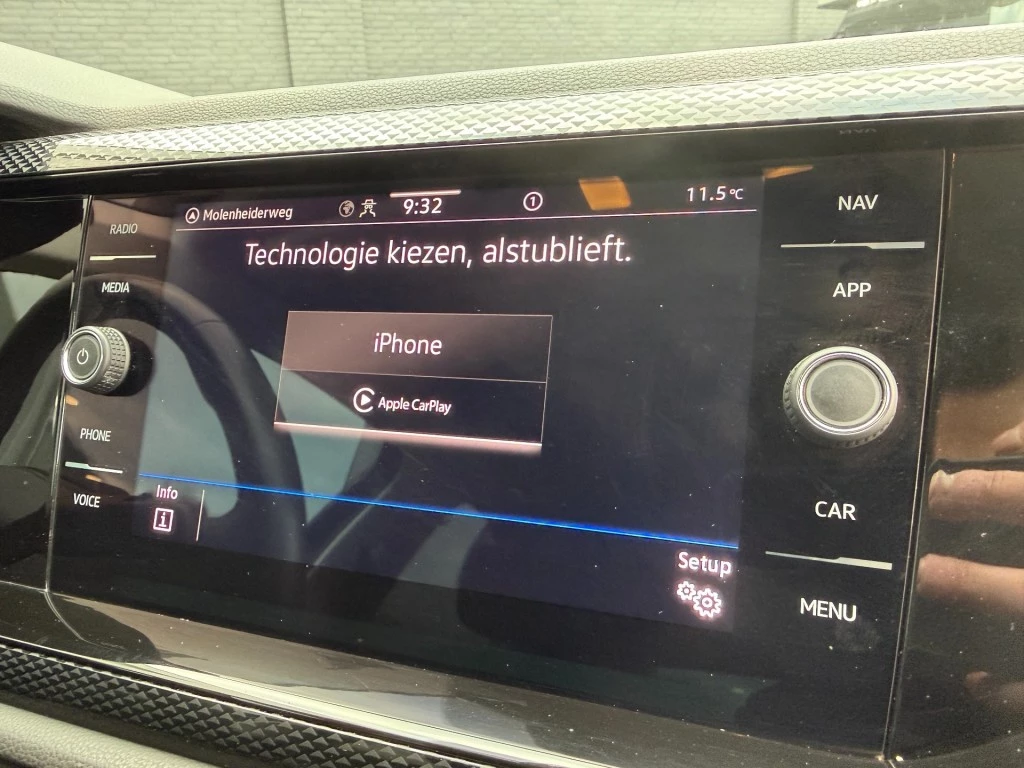 RADIO
MEDIA
PHONE
VOICE
Molenheiderweg 9:32 1 11.5°C
Technologie kiezen, alstublieft.
iPhone
Apple CarPlay
Info
i
Setup
NAV
APP
CAR
MENU